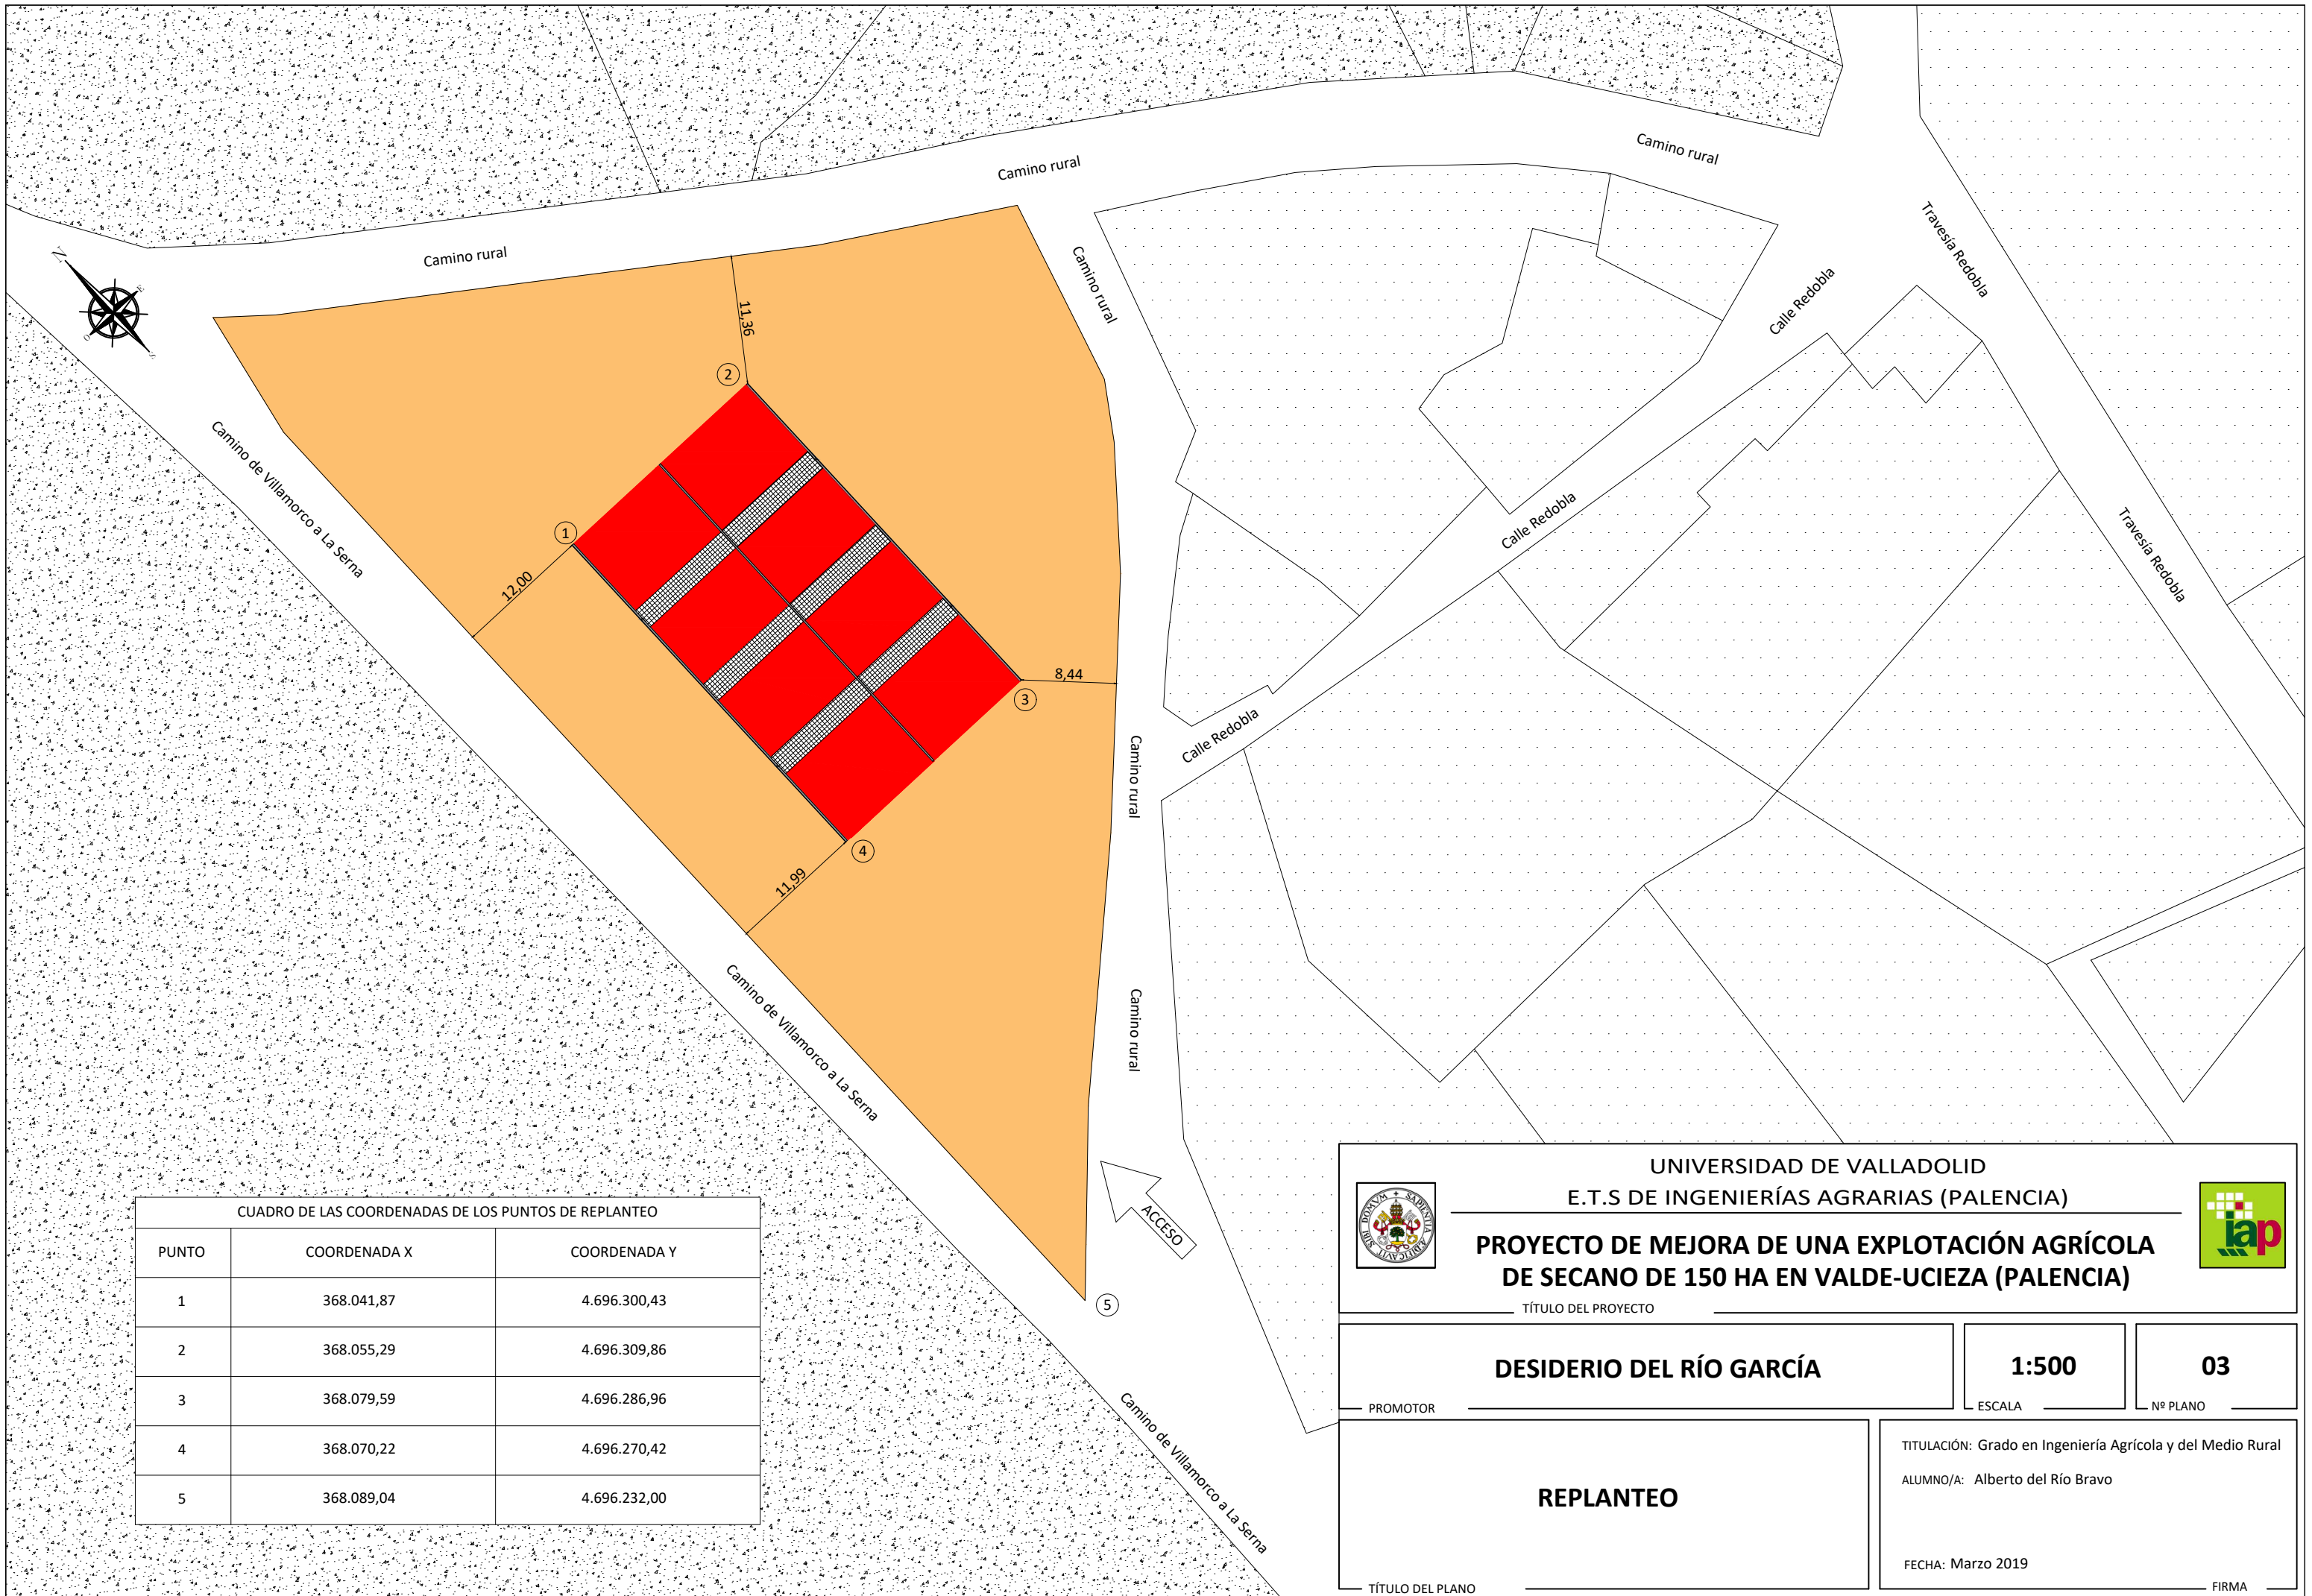 Camino rural
Camino rural
Camino rural
Camino rural
Travesía Redobla
Calle Redobla
N
E
O
S
11,36
2
1
12,00
Camino de Villamorco a La Serna
Calle Redobla
Travesía Redobla
8,44
3
Calle Redobla
Camino rural
4
11,99
Camino de Villamorco a La Serna
Camino rural
ACCESO
5
Camino de Villamorco a La Serna
CUADRO DE LAS COORDENADAS DE LOS PUNTOS DE REPLANTEO
PUNTO COORDENADA X COORDENADA Y
1 368.041,87 4.696.300,43
2 368.055,29 4.696.309,86
3 368.079,59 4.696.286,96
4 368.070,22 4.696.270,42
5 368.089,04 4.696.232,00
UNIVERSIDAD DE VALLADOLID
E.T.S DE INGENIERÍAS AGRARIAS (PALENCIA)
PROYECTO DE MEJORA DE UNA EXPLOTACIÓN AGRÍCOLA
DE SECANO DE 150 HA EN VALDE-UCIEZA (PALENCIA)
TÍTULO DEL PROYECTO
SIBI DOMVM SAPIENTIA ÆDIFICAVIT
iap
DESIDERIO DEL RÍO GARCÍA
PROMOTOR
1:500
ESCALA
03
Nº PLANO
REPLANTEO
TÍTULO DEL PLANO
TITULACIÓN: Grado en Ingeniería Agrícola y del Medio Rural
ALUMNO/A: Alberto del Río Bravo
FECHA: Marzo 2019
FIRMA